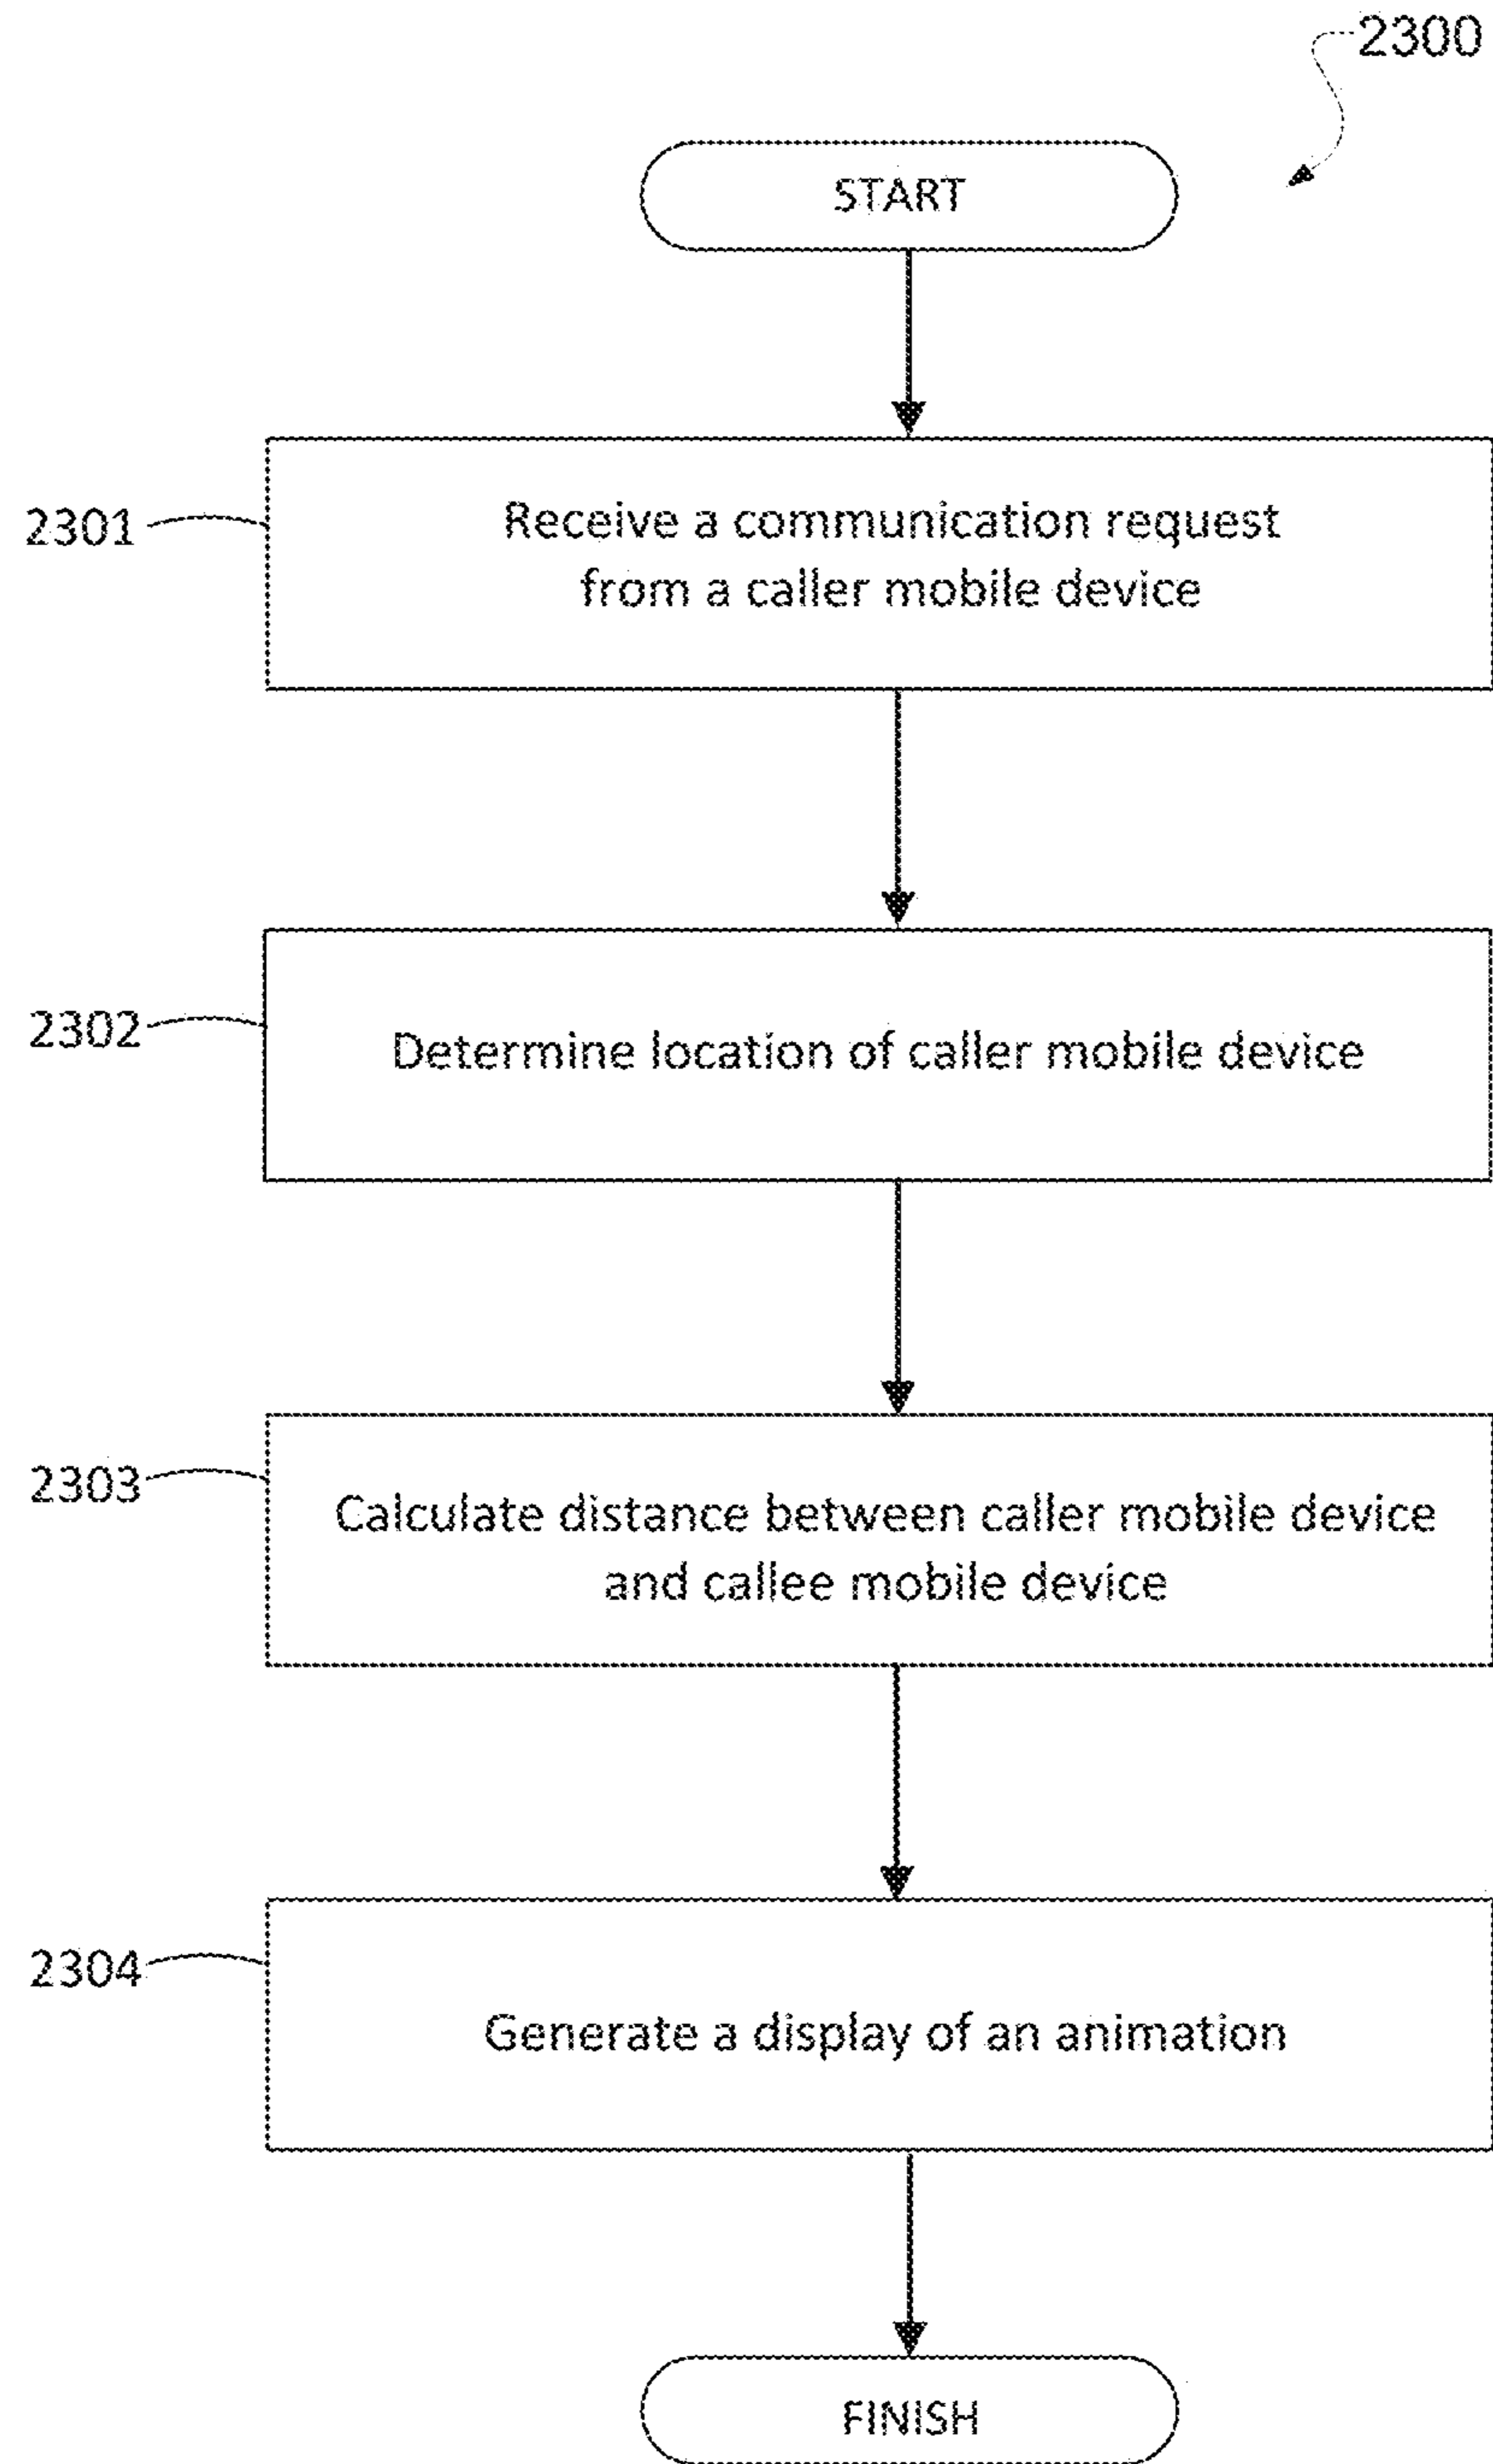 2300
START
2301
Receive a communication request
from a caller mobile device
2302
Determine location of caller mobile device
2303
Calculate distance between caller mobile device
and callee mobile device
2304
Generate a display of an animation
FINISH